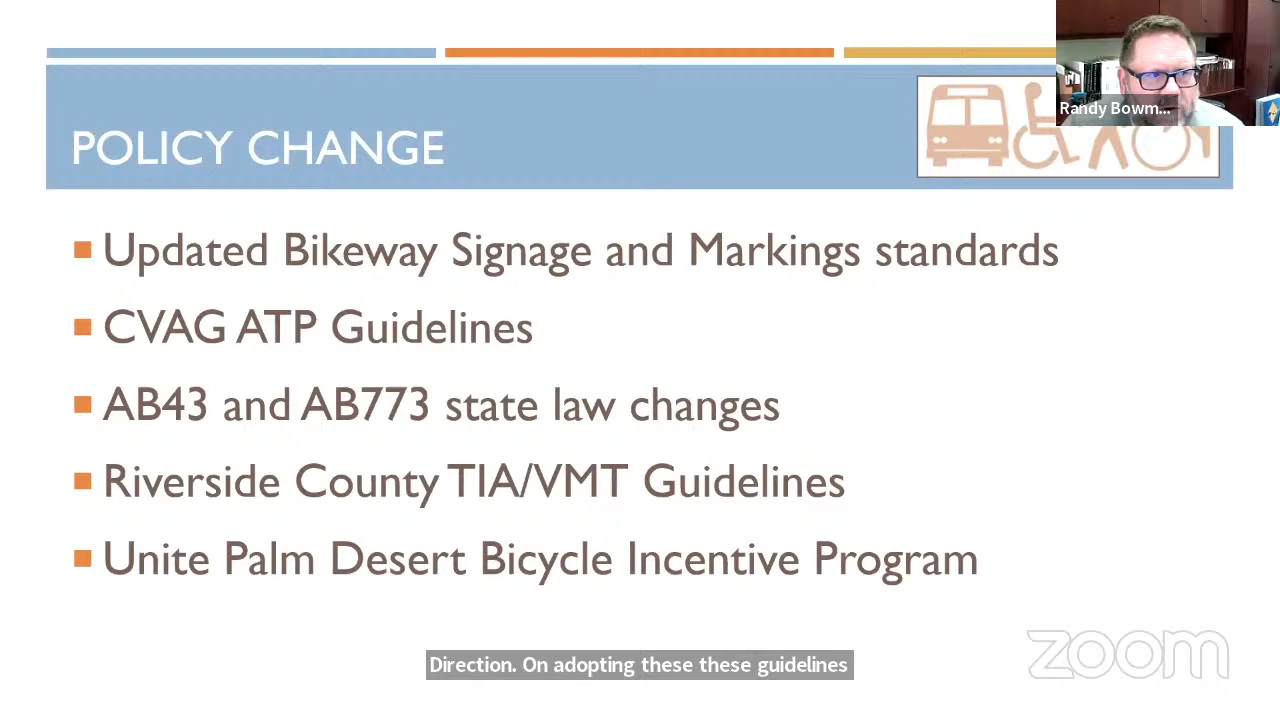 Randy Bowm...
POLICY CHANGE
Updated Bikeway Signage and Markings standards
CVAG ATP Guidelines
AB43 and AB773 state law changes
Riverside County TIA/VMT Guidelines
Unite Palm Desert Bicycle Incentive Program
Direction. On adopting these these guidelines
zoom